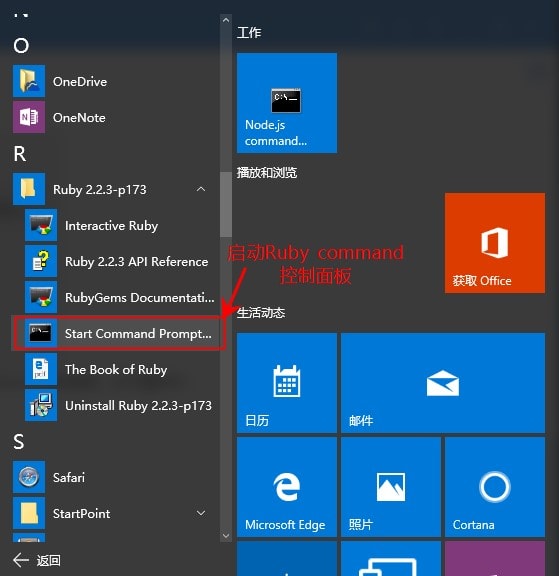 O
OneDrive
OneNote
R
Ruby 2.2.3-p173
Interactive Ruby
Ruby 2.2.3 API Reference
RubyGems Documentati...
Start Command Prompt...
The Book of Ruby
Uninstall Ruby 2.2.3-p173
S
Safari
StartPoint
返回
工作
C:\_
Node.js
command...
播放和浏览
获取 Office
启动Ruby command
控制面板
生活动态
日历
邮件
Microsoft Edge
照片
Cortana